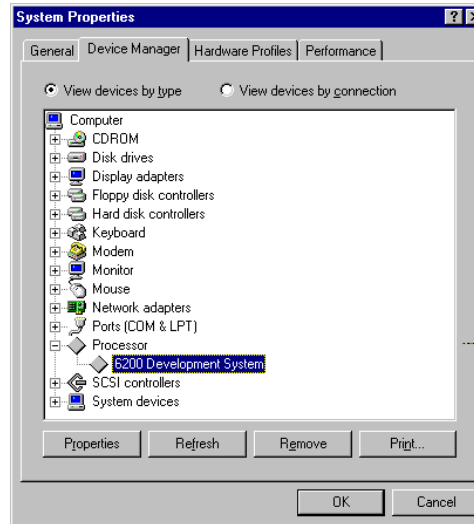 System Properties
General Device Manager Hardware Profiles Performance
View devices by type View devices by connection
Computer
CDROM
Disk drives
Display adapters
Floppy disk controllers
Hard disk controllers
Keyboard
Modem
Monitor
Mouse
Network adapters
Ports (COM & LPT)
Processor
6200 Development System
SCSI controllers
System devices
Properties Refresh Remove Print...
OK Cancel